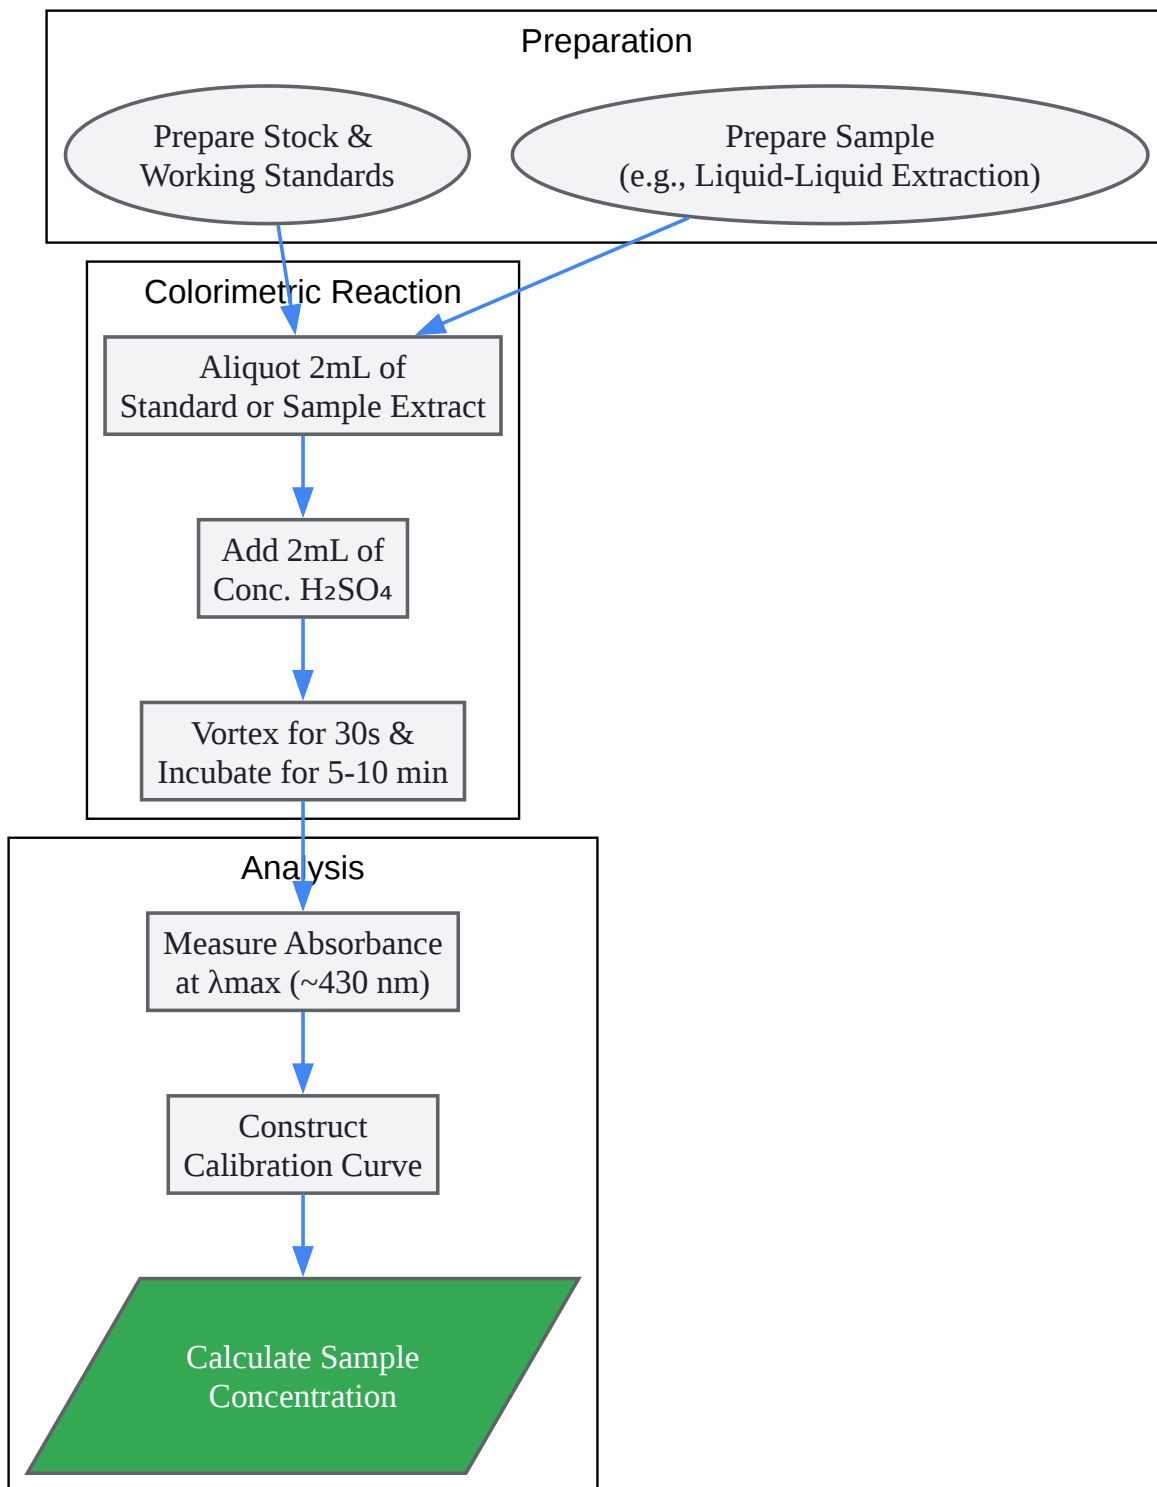 Preparation
Prepare Stock &
Working Standards
Prepare Sample
(e.g., Liquid-Liquid Extraction)
Colorimetric Reaction
Aliquot 2mL of
Standard or Sample Extract
Add 2mL of
Conc. H₂SO₄
Vortex for 30s &
Incubate for 5-10 min
Analysis
Measure Absorbance
at λmax (~430 nm)
Construct
Calibration Curve
Calculate Sample
Concentration